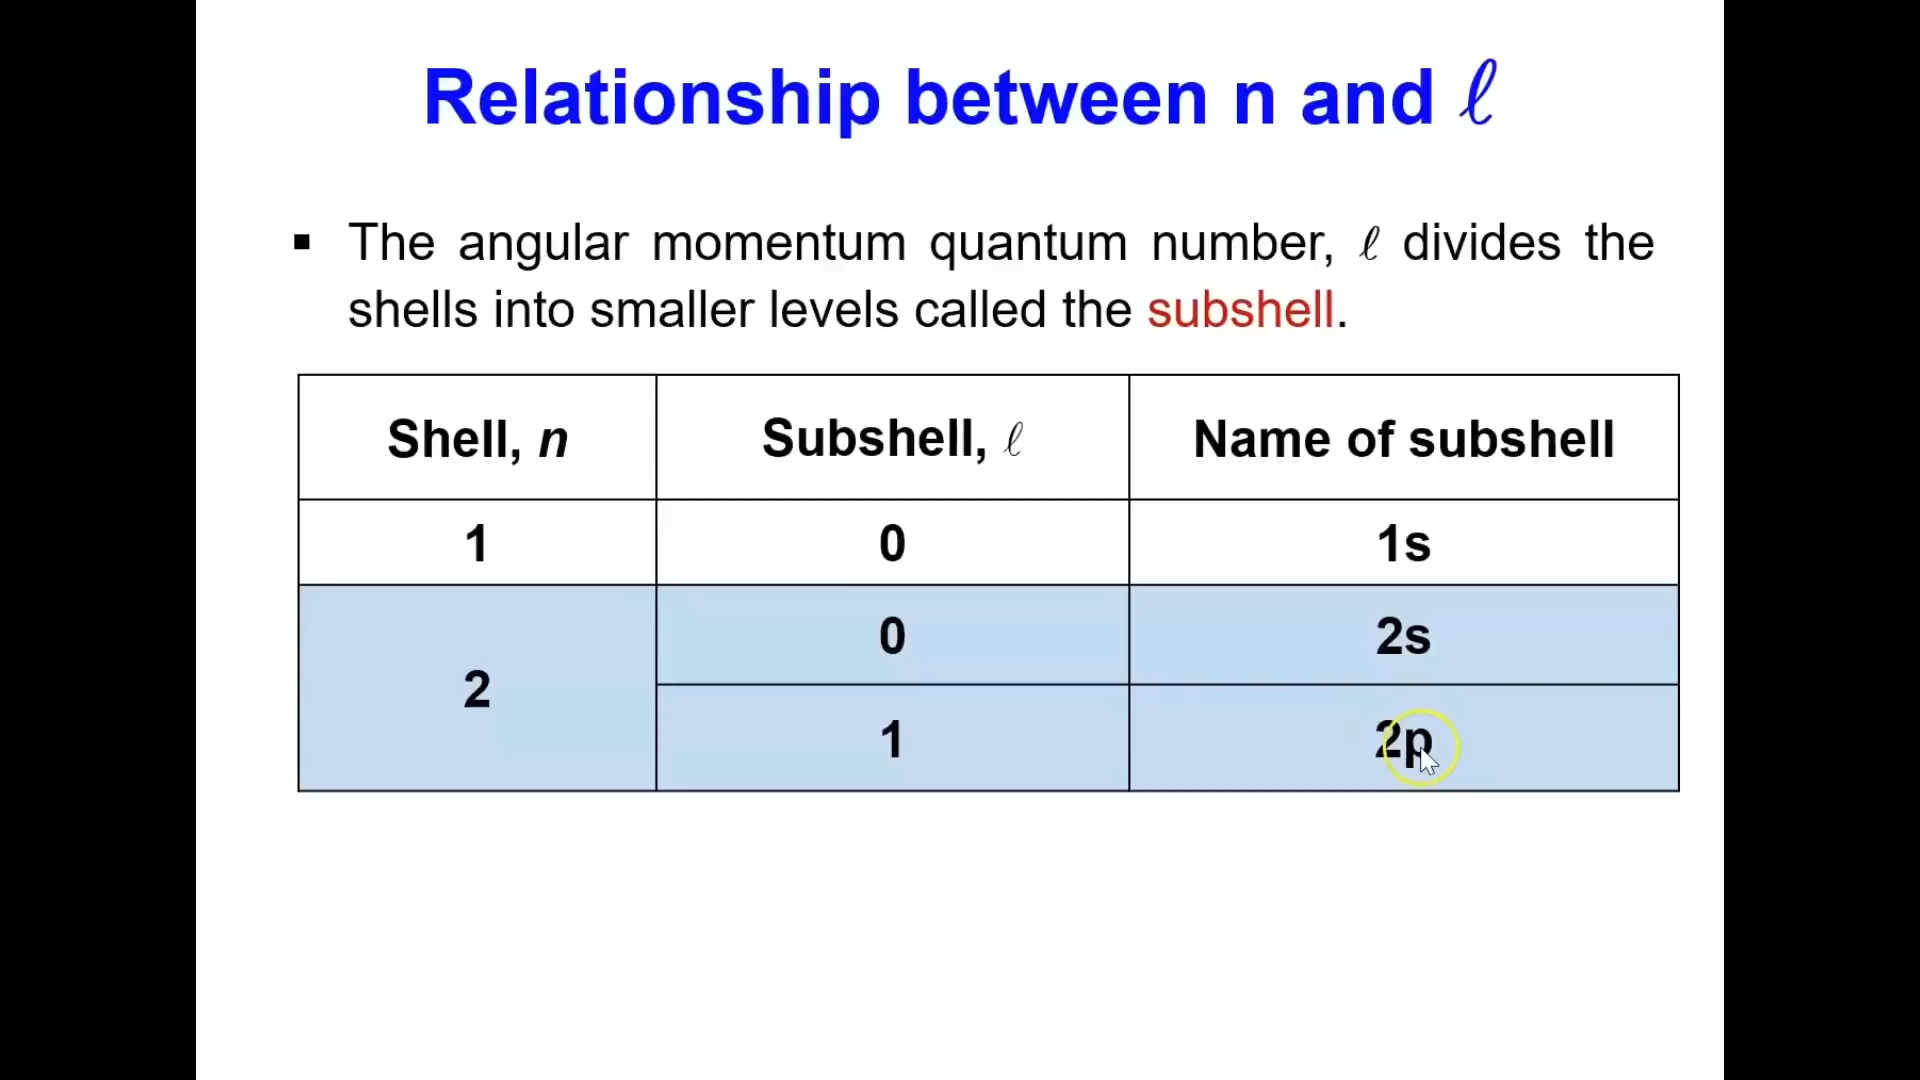 Relationship between n and ℓ
▪ The angular momentum quantum number, ℓ divides the
shells into smaller levels called the subshell.
Shell, n Subshell, ℓ Name of subshell
1 0 1s
2
0 2s
1 2p